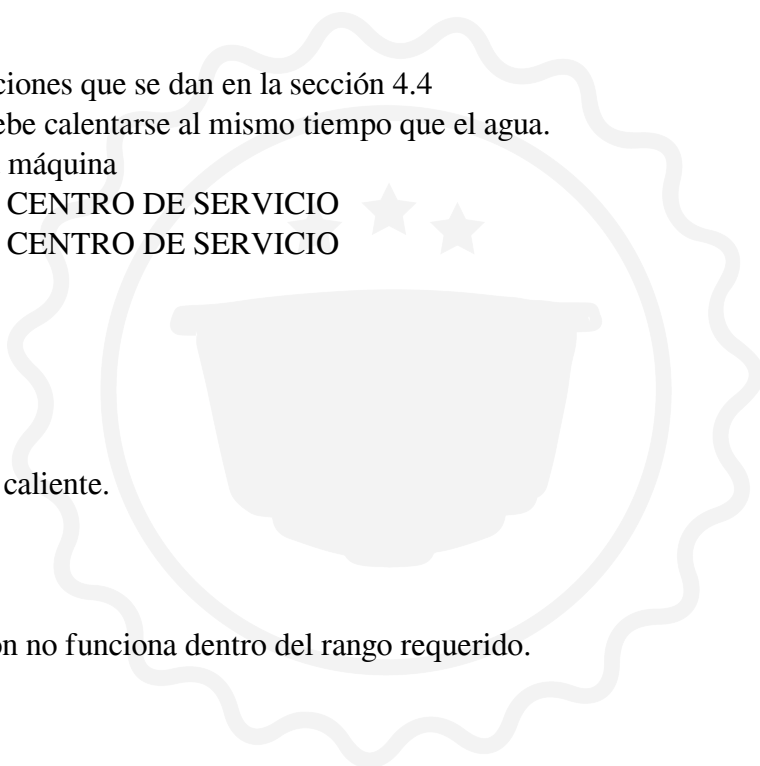 ciones que se dan en la sección 4.4
ebe calentarse al mismo tiempo que el agua.
máquina
CENTRO DE SERVICIO
CENTRO DE SERVICIO
caliente.
ón no funciona dentro del rango requerido.